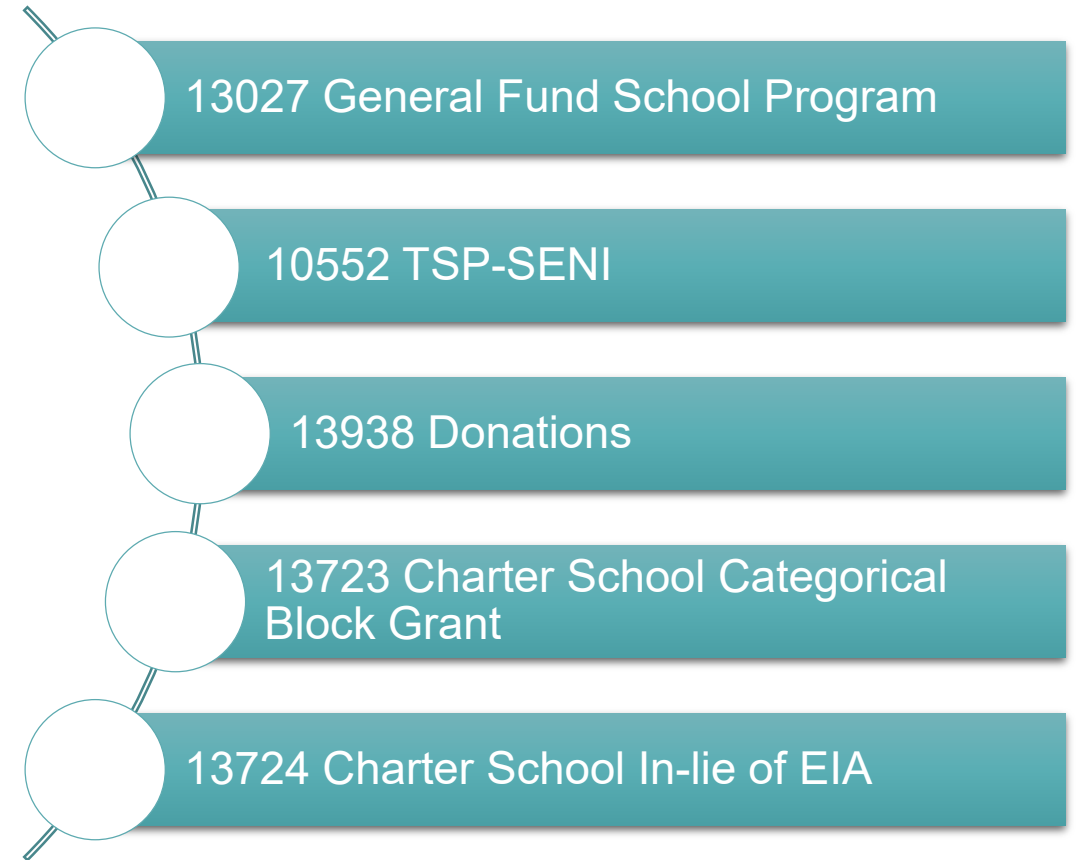 13027 General Fund School Program
10552 TSP-SENI
13938 Donations
13723 Charter School Categorical
Block Grant
13724 Charter School In-lie of EIA